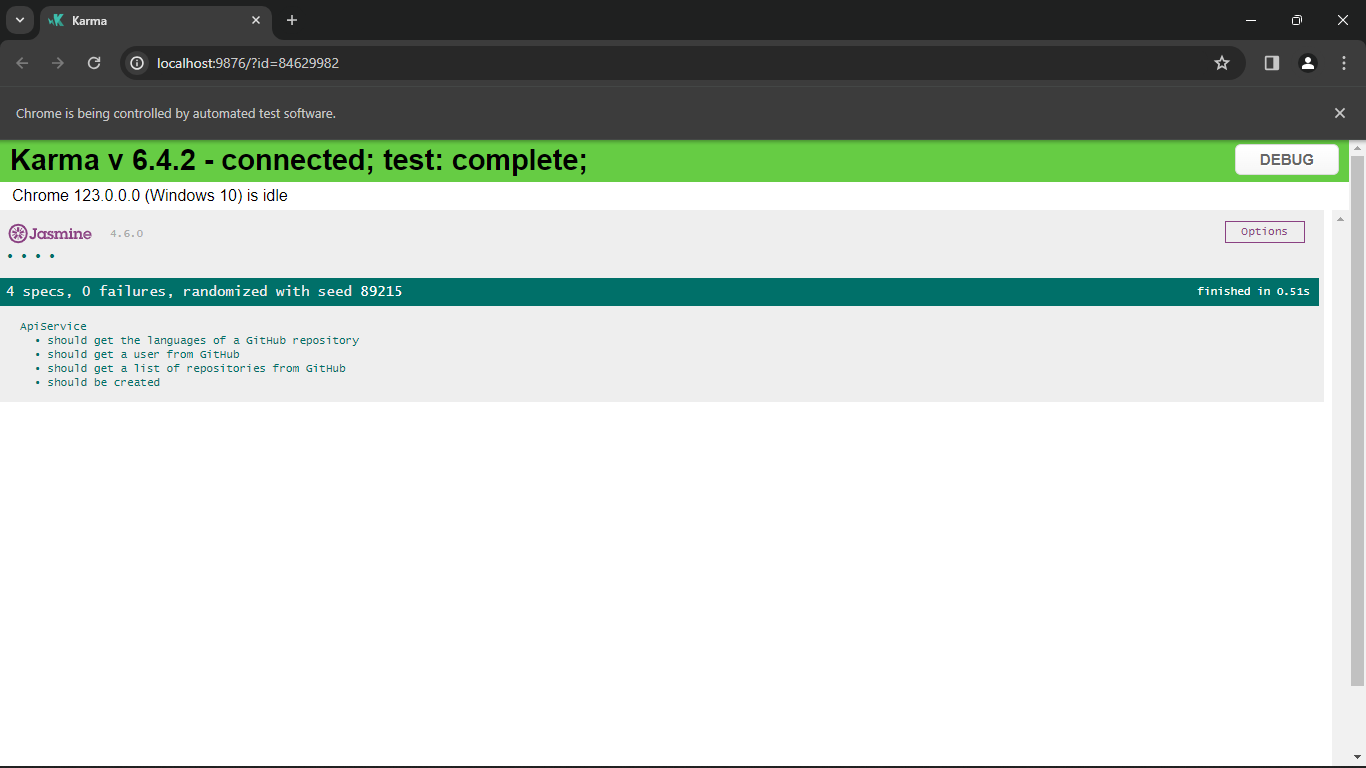 Karma
localhost:9876/?id=84629982
Chrome is being controlled by automated test software.
Karma v 6.4.2 - connected; test: complete;
DEBUG
Chrome 123.0.0.0 (Windows 10) is idle
Jasmine 4.6.0
Options
• • • •
4 specs, 0 failures, randomized with seed 89215
finished in 0.51s
ApiService
• should get the languages of a GitHub repository
• should get a user from GitHub
• should get a list of repositories from GitHub
• should be created